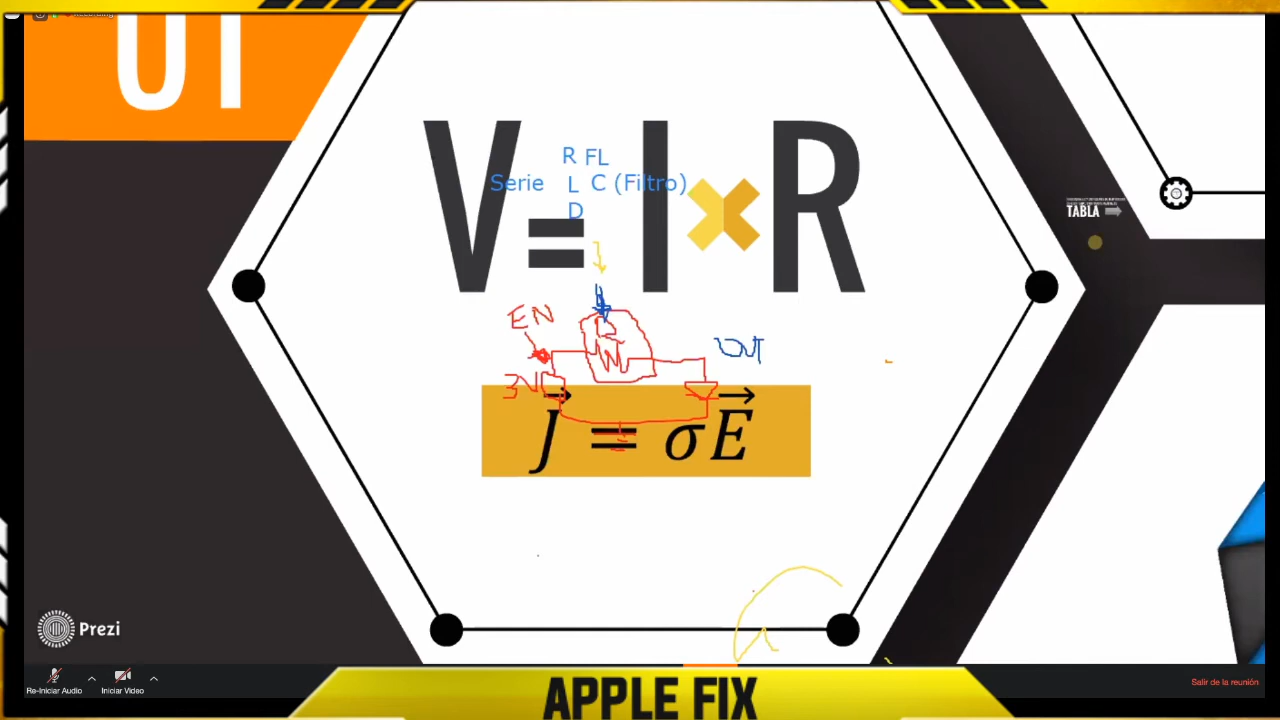 01
V = I × R
R FL
Serie L C (Filtro)
D
TABLA
EN
R
OUT
3V
J = σE
Prezi
Re-Iniciar Audio
Iniciar Video
Salir de la reunión
APPLE FIX